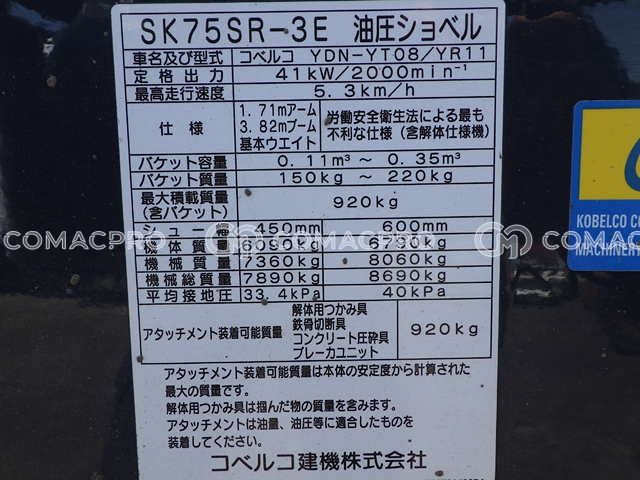 SK75SR-3E 油圧ショベル
車名及び型式 コベルコ YDN-YT08/YR11
定格出力 41kW/2000min⁻¹
最高走行速度 5.3km/h
仕様 1.71mアーム 3.82mブーム 基本ウエイト 労働安全衛生法による最も不利な仕様(含解体仕様機)
バケット容量 0.11m³ ~ 0.35m³
バケット質量 150kg ~ 220kg
最大積載質量(含バケット) 920kg
シュー幅 450mm 600mm
COMACPRO CM COMACPRO CM COMACPRO CM COMACPRO
機体質量
機械質量 7360kg 8060kg
機械総質量 7890kg 8690kg
平均接地圧 33.4kPa 40kPa
アタッチメント装着可能質量 解体用つかみ具 鉄骨切断具 コンクリート圧砕具 ブレーカユニット 920kg
アタッチメント装着可能質量は本体の安定度から計算された
最大の質量です。
解体用つかみ具は掴んだ物の質量を含みます。
アタッチメントは油量、油圧等に適合したものを
装着してください。
コベルコ建機株式会社
KOBELCO CO
MACHINERY